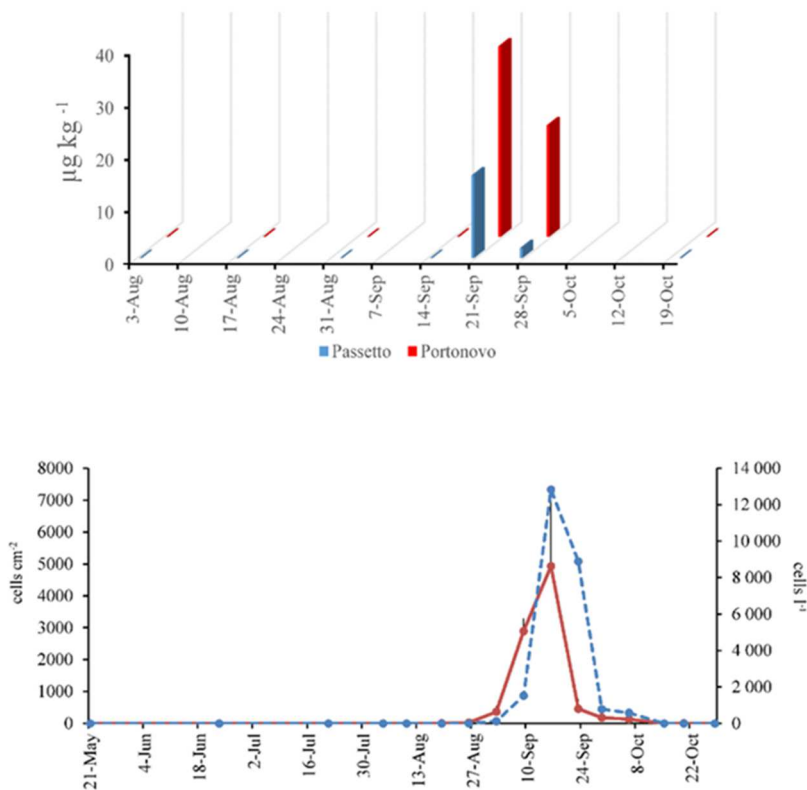 40
30
20
10
0
µg kg -1
3-Aug 10-Aug 17-Aug 24-Aug 31-Aug 7-Sep 14-Sep 21-Sep 28-Sep 5-Oct 12-Oct 19-Oct
Passetto Portonovo
8000 14 000
7000 12 000
6000 10 000
5000 8 000
4000 6 000
3000 4 000
2000 2 000
1000 0
0
cells cm-2
cells l-1
21-May 4-Jun 18-Jun 2-Jul 16-Jul 30-Jul 13-Aug 27-Aug 10-Sep 24-Sep 8-Oct 22-Oct